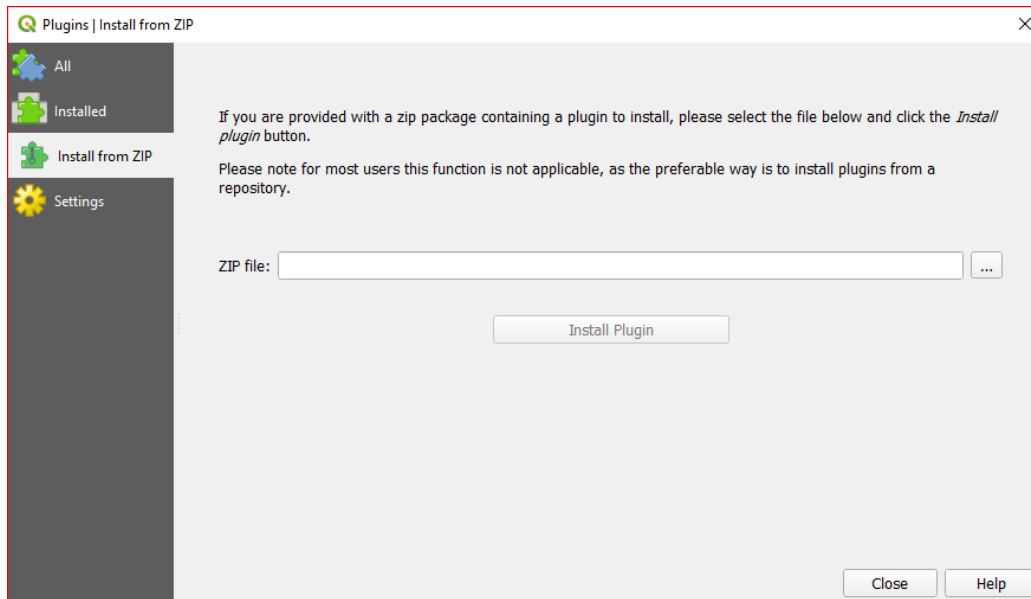 Plugins | Install from ZIP
All
Installed
Install from ZIP
Settings
If you are provided with a zip package containing a plugin to install, please select the file below and click the Install
plugin button.
Please note for most users this function is not applicable, as the preferable way is to install plugins from a
repository.
ZIP file:
...
Install Plugin
Close
Help